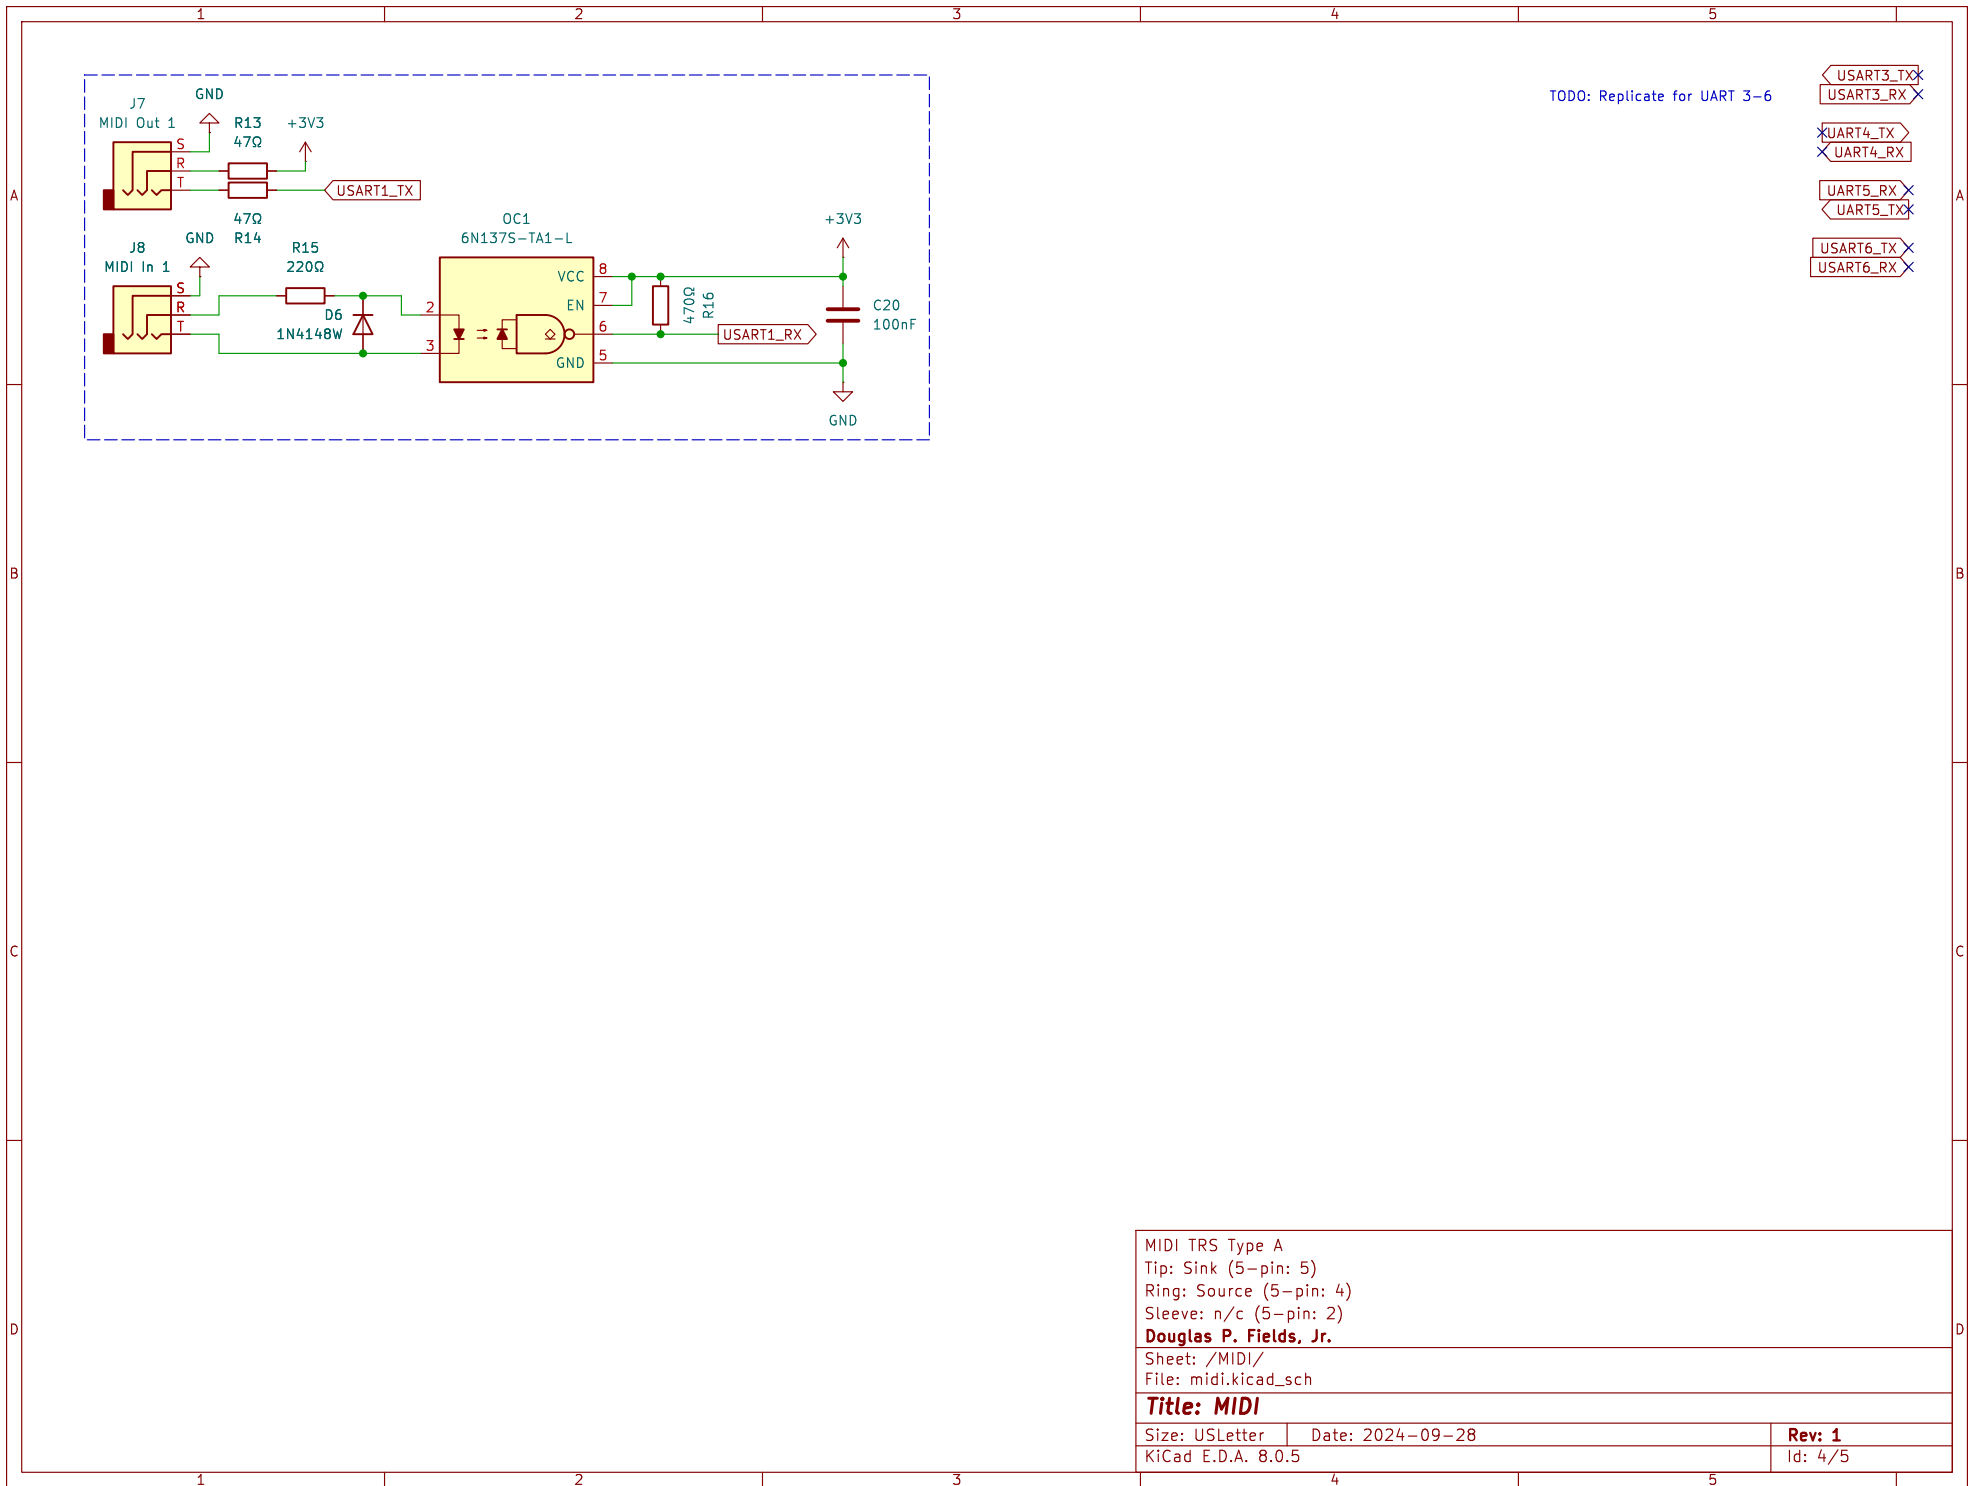 1 2 3 4 5
A A
B B
C C
D D
1 2 3 4 5
J7
MIDI Out 1
GND
S
R
T
R13
47Ω
+3V3
47Ω
R14
USART1_TX
J8
MIDI In 1
GND
S
R
T
R15
220Ω
D6
1N4148W
OC1
6N137S-TA1-L
2
3
VCC
EN
GND
8
7
6
5
470Ω
R16
USART1_RX
+3V3
C20
100nF
GND
TODO: Replicate for UART 3-6
USART3_TX
USART3_RX
UART4_TX
UART4_RX
UART5_RX
UART5_TX
USART6_TX
USART6_RX
MIDI TRS Type A
Tip: Sink (5-pin: 5)
Ring: Source (5-pin: 4)
Sleeve: n/c (5-pin: 2)
Douglas P. Fields, Jr.
Sheet: /MIDI/
File: midi.kicad_sch
Title: MIDI
Size: USLetter Date: 2024-09-28 Rev: 1
KiCad E.D.A. 8.0.5 Id: 4/5